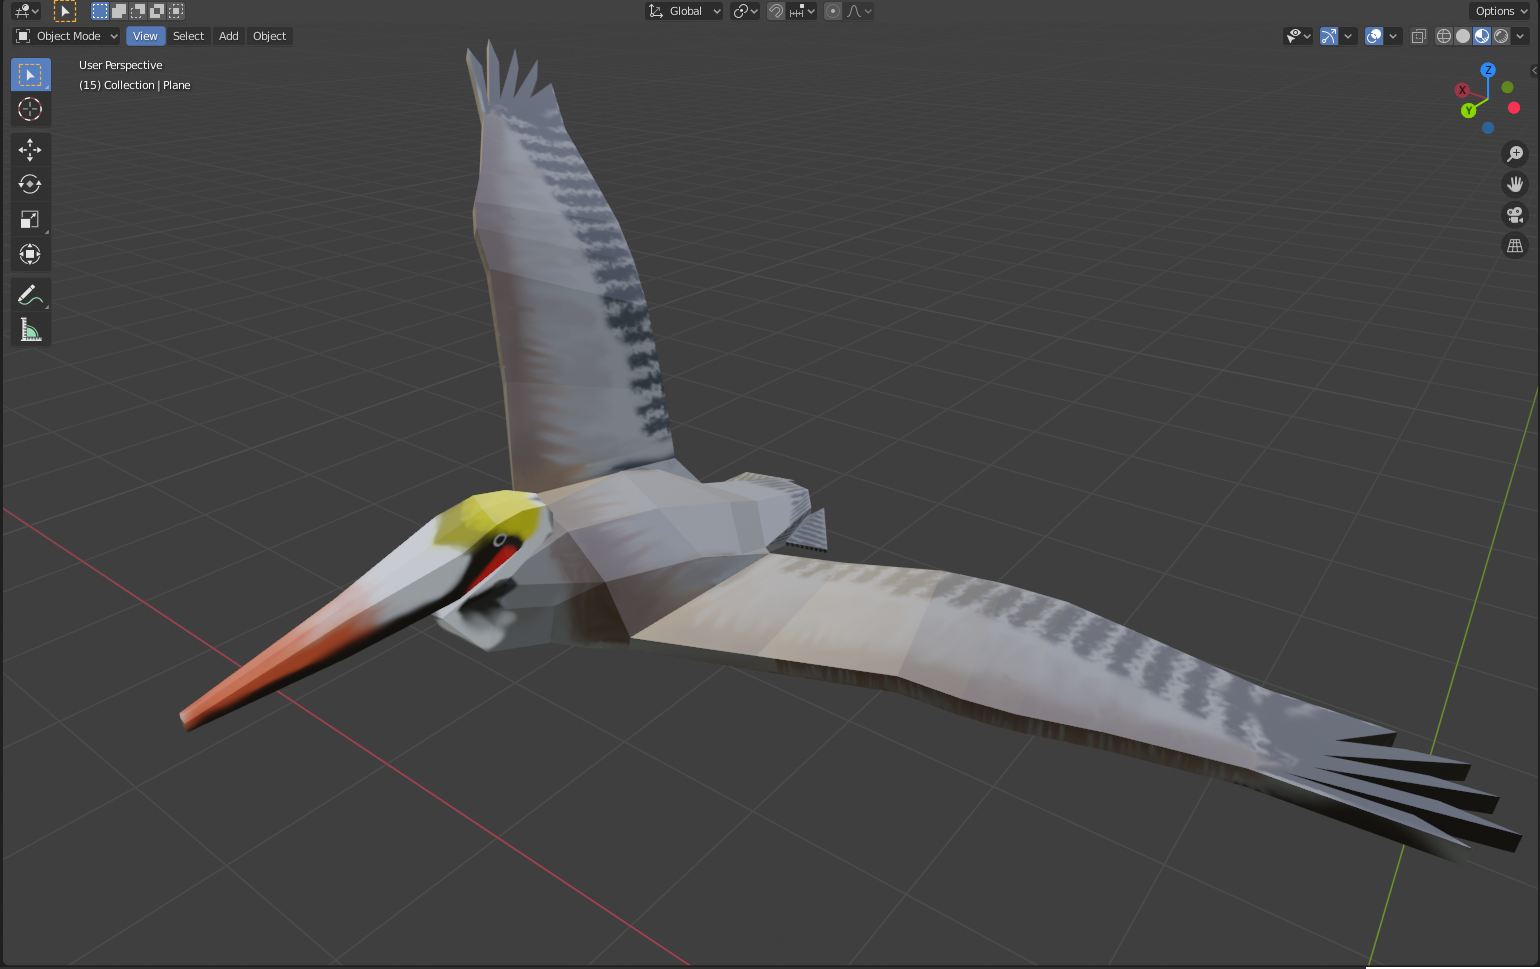 Global
Options
Object Mode View Select Add Object
User Perspective
(15) Collection | Plane
Z
X
Y